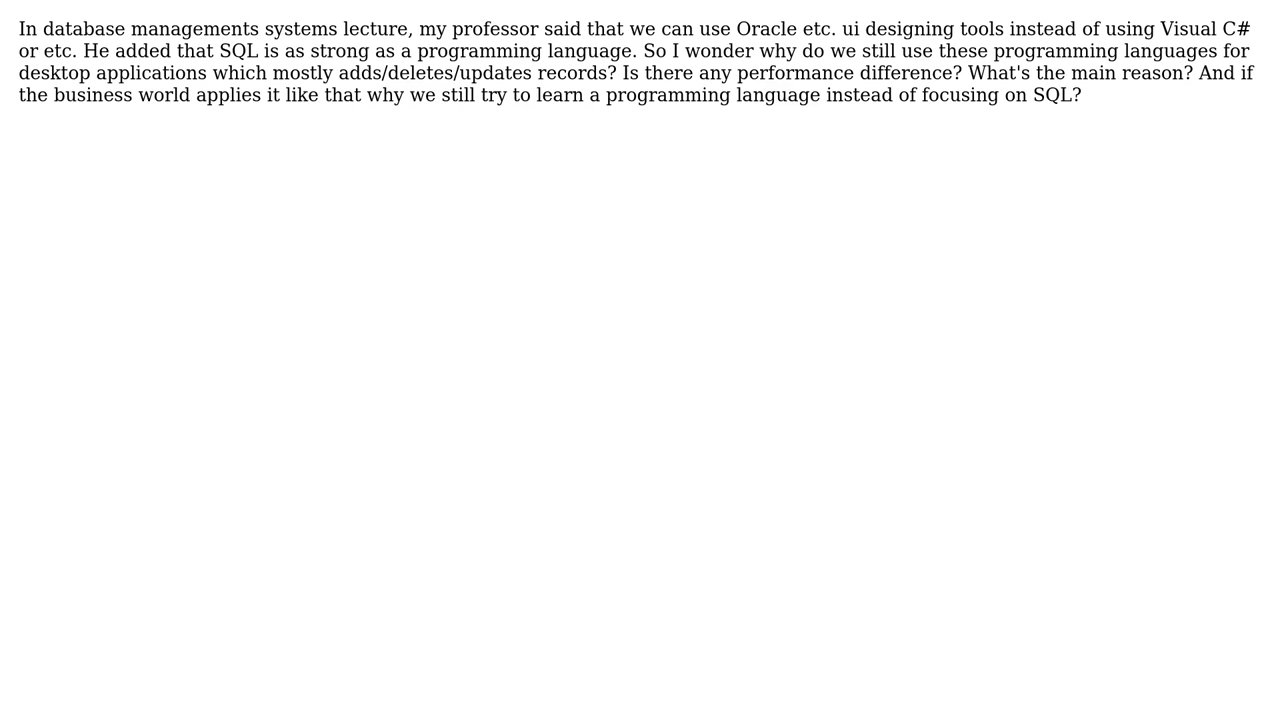 In database managements systems lecture, my professor said that we can use Oracle etc. ui designing tools instead of using Visual C#
or etc. He added that SQL is as strong as a programming language. So I wonder why do we still use these programming languages for
desktop applications which mostly adds/deletes/updates records? Is there any performance difference? What's the main reason? And if
the business world applies it like that why we still try to learn a programming language instead of focusing on SQL?